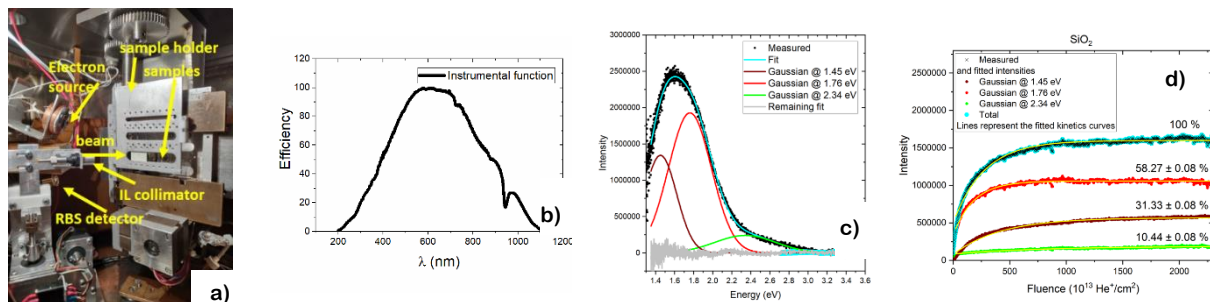 sample holder
Electron
source
samples
beam
IL collimator
RBS detector
a)
Instrumental function
120
100
80
60
40
20
0
Efficiency
200 400 600 800 1000 1200
λ (nm)
b)
Measured
Fit
Gaussian @ 1.45 eV
Gaussian @ 1.76 eV
Gaussian @ 2.34 eV
Remaining fit
3000000
2500000
2000000
1500000
1000000
500000
0
Intensity
1.2 1.4 1.6 1.8 2.0 2.2 2.4 2.6 2.8 3.0 3.2 3.4 3.6
Energy (eV)
c)
SiO₂
Measured
and fitted intensities
Gaussian @ 1.45 eV
Gaussian @ 1.76 eV
Gaussian @ 2.34 eV
Total
Lines represent the fitted kinetics curves
d)
100 %
58.27 ± 0.08 %
31.33 ± 0.08 %
10.44 ± 0.08 %
3000000
2500000
2000000
1500000
1000000
500000
0
Intensity
0 500 1000 1500 2000
Fluence (10¹³ He⁺/cm²)